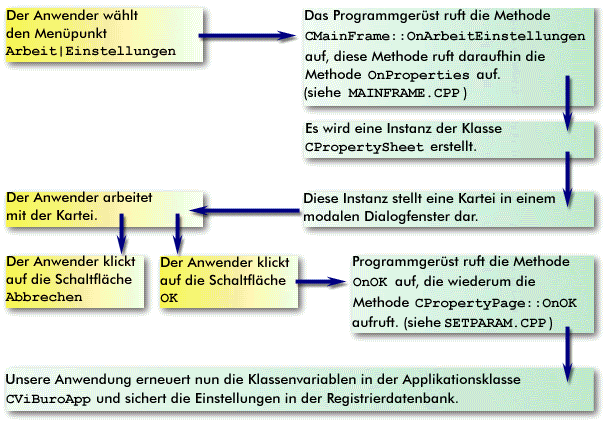 Der Anwender wählt
den Menüpunkt
Arbeit|Einstellungen
Das Programmgerüst ruft die Methode
CMainFrame::OnArbeitEinstellungen
auf, diese Methode ruft daraufhin die
Methode OnProperties auf.
(siehe MAINFRAME.CPP)
Es wird eine Instanz der Klasse
CPropertySheet erstellt.
Diese Instanz stellt eine Kartei in einem
modalen Dialogfenster dar.
Der Anwender arbeitet
mit der Kartei.
Der Anwender klickt
auf die Schaltfläche
Abbrechen
Der Anwender klickt
auf die Schaltfläche
OK
Programmgerüst ruft die Methode
OnOK auf, die wiederum die
Methode CPropertyPage::OnOK
aufruft. (siehe SETPARAM.CPP)
Unsere Anwendung erneuert nun die Klassenvariablen in der Applikationsklasse
CViBuroApp und sichert die Einstellungen in der Registrierdatenbank.